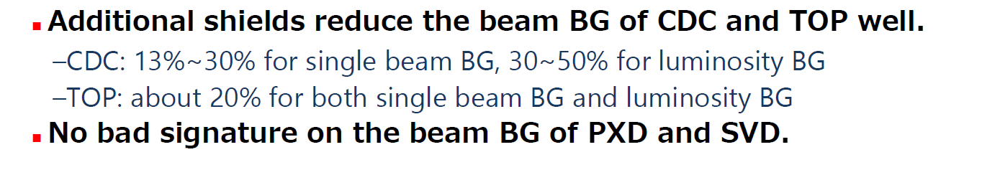 Additional shields reduce the beam BG of CDC and TOP well.
–CDC: 13%~30% for single beam BG, 30~50% for luminosity BG
–TOP: about 20% for both single beam BG and luminosity BG
No bad signature on the beam BG of PXD and SVD.